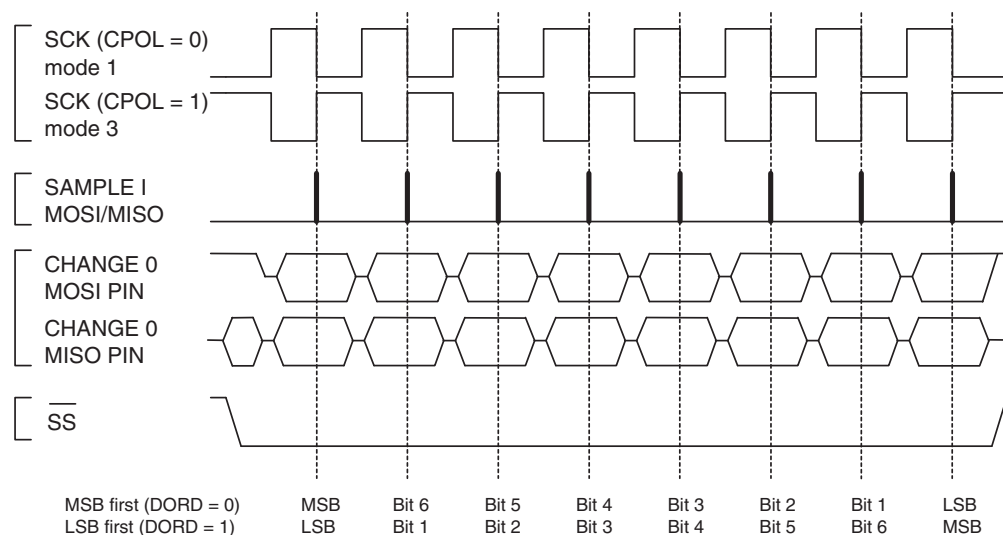 SCK (CPOL = 0)
mode 1
SCK (CPOL = 1)
mode 3
SAMPLE I
MOSI/MISO
CHANGE 0
MOSI PIN
CHANGE 0
MISO PIN
SS
MSB first (DORD = 0) MSB Bit 6 Bit 5 Bit 4 Bit 3 Bit 2 Bit 1 LSB
LSB first (DORD = 1) LSB Bit 1 Bit 2 Bit 3 Bit 4 Bit 5 Bit 6 MSB